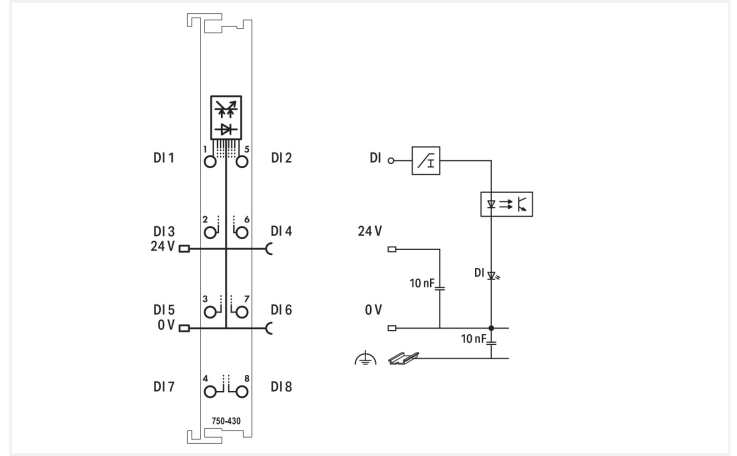 1 5
DI 1 DI 2 DI
2 6
DI 3 DI 4 24 V
24 V
DI
10 nF
3 7
DI 5 DI 6 0 V
0 V
10 nF
4 8
DI 7 DI 8
750-430